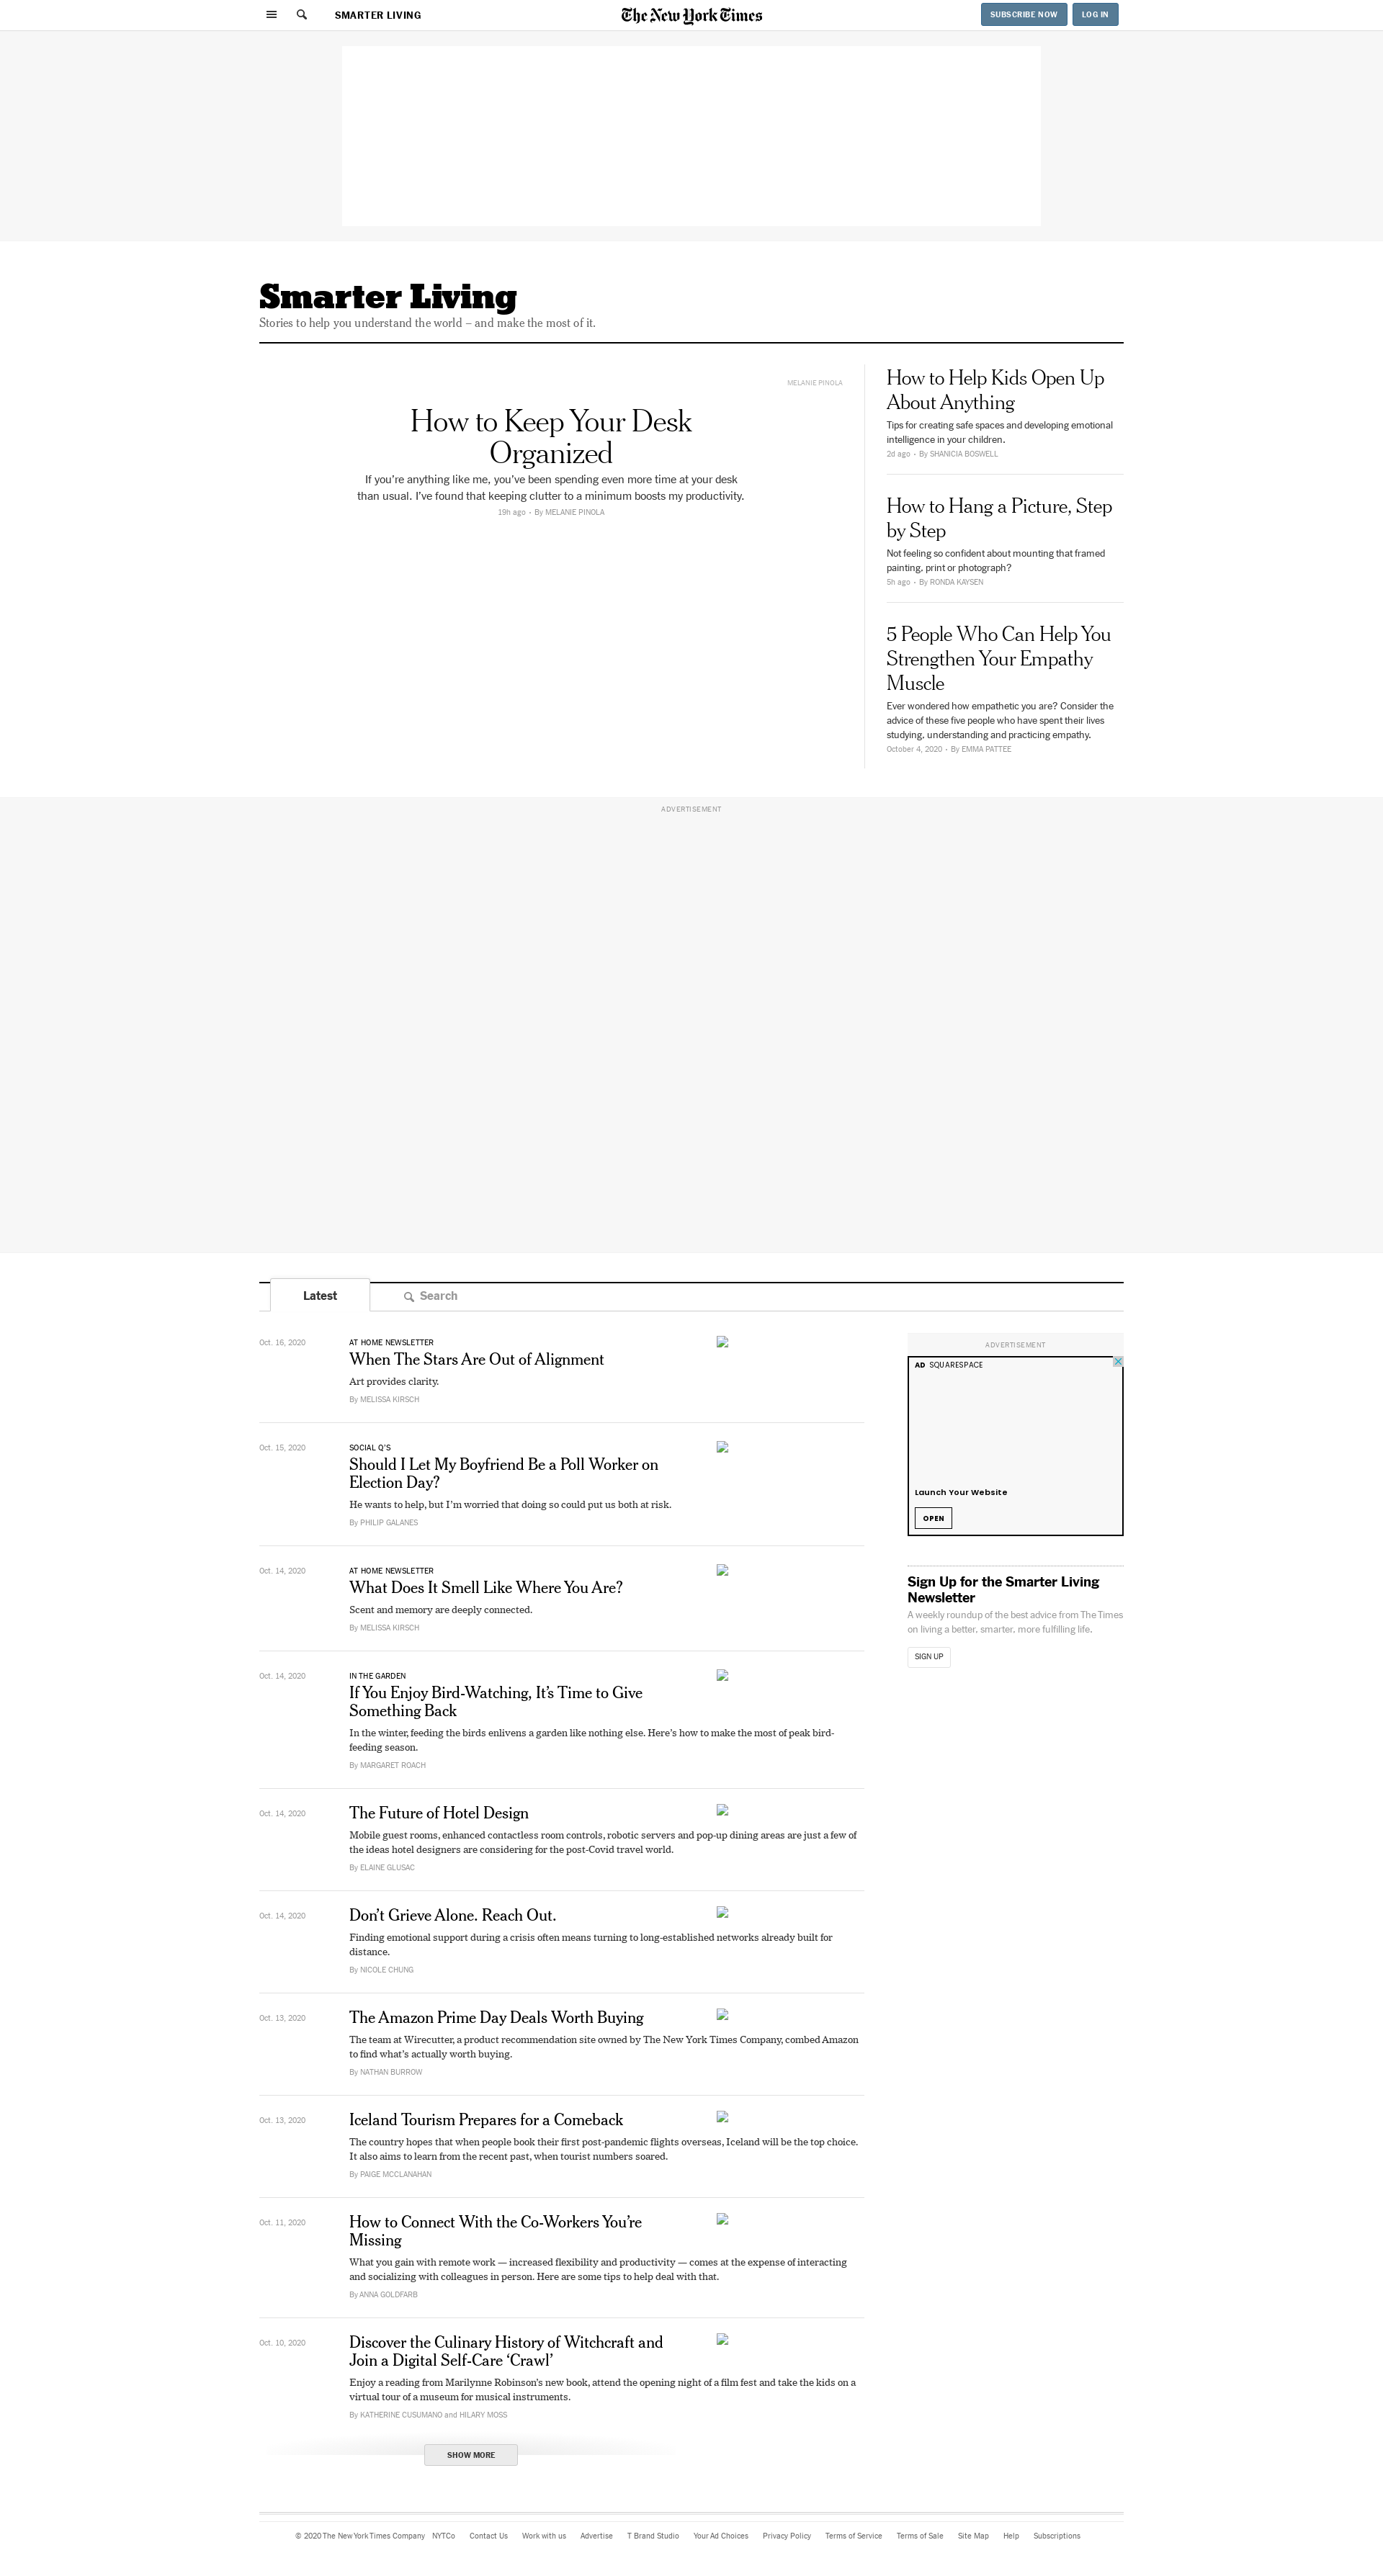 SMARTER LIVING
The New York Times
SUBSCRIBE NOW
LOG IN
Smarter Living
Stories to help you understand the world – and make the most of it.
MELANIE PINOLA
How to Keep Your Desk
Organized
If you’re anything like me, you’ve been spending even more time at your desk
than usual. I’ve found that keeping clutter to a minimum boosts my productivity.
19h ago • By MELANIE PINOLA
How to Help Kids Open Up
About Anything
Tips for creating safe spaces and developing emotional
intelligence in your children.
2d ago • By SHANICIA BOSWELL
How to Hang a Picture, Step
by Step
Not feeling so confident about mounting that framed
painting, print or photograph?
5h ago • By RONDA KAYSEN
5 People Who Can Help You
Strengthen Your Empathy
Muscle
Ever wondered how empathetic you are? Consider the
advice of these five people who have spent their lives
studying, understanding and practicing empathy.
October 4, 2020 • By EMMA PATTEE
ADVERTISEMENT
Latest
Search
Oct. 16, 2020
AT HOME NEWSLETTER
When The Stars Are Out of Alignment
Art provides clarity.
By MELISSA KIRSCH
Oct. 15, 2020
SOCIAL Q’S
Should I Let My Boyfriend Be a Poll Worker on
Election Day?
He wants to help, but I’m worried that doing so could put us both at risk.
By PHILIP GALANES
Oct. 14, 2020
AT HOME NEWSLETTER
What Does It Smell Like Where You Are?
Scent and memory are deeply connected.
By MELISSA KIRSCH
Oct. 14, 2020
IN THE GARDEN
If You Enjoy Bird-Watching, It’s Time to Give
Something Back
In the winter, feeding the birds enlivens a garden like nothing else. Here’s how to make the most of peak bird-
feeding season.
By MARGARET ROACH
Oct. 14, 2020
The Future of Hotel Design
Mobile guest rooms, enhanced contactless room controls, robotic servers and pop-up dining areas are just a few of
the ideas hotel designers are considering for the post-Covid travel world.
By ELAINE GLUSAC
Oct. 14, 2020
Don’t Grieve Alone. Reach Out.
Finding emotional support during a crisis often means turning to long-established networks already built for
distance.
By NICOLE CHUNG
Oct. 13, 2020
The Amazon Prime Day Deals Worth Buying
The team at Wirecutter, a product recommendation site owned by The New York Times Company, combed Amazon
to find what’s actually worth buying.
By NATHAN BURROW
Oct. 13, 2020
Iceland Tourism Prepares for a Comeback
The country hopes that when people book their first post-pandemic flights overseas, Iceland will be the top choice.
It also aims to learn from the recent past, when tourist numbers soared.
By PAIGE MCCLANAHAN
Oct. 11, 2020
How to Connect With the Co-Workers You’re
Missing
What you gain with remote work — increased flexibility and productivity — comes at the expense of interacting
and socializing with colleagues in person. Here are some tips to help deal with that.
By ANNA GOLDFARB
Oct. 10, 2020
Discover the Culinary History of Witchcraft and
Join a Digital Self-Care ‘Crawl’
Enjoy a reading from Marilynne Robinson’s new book, attend the opening night of a film fest and take the kids on a
virtual tour of a museum for musical instruments.
By KATHERINE CUSUMANO and HILARY MOSS
SHOW MORE
ADVERTISEMENT
AD SQUARESPACE
Launch Your Website
OPEN
Sign Up for the Smarter Living
Newsletter
A weekly roundup of the best advice from The Times
on living a better, smarter, more fulfilling life.
SIGN UP
© 2020 The New York Times Company NYTCo Contact Us Work with us Advertise T Brand Studio Your Ad Choices Privacy Policy Terms of Service Terms of Sale Site Map Help Subscriptions